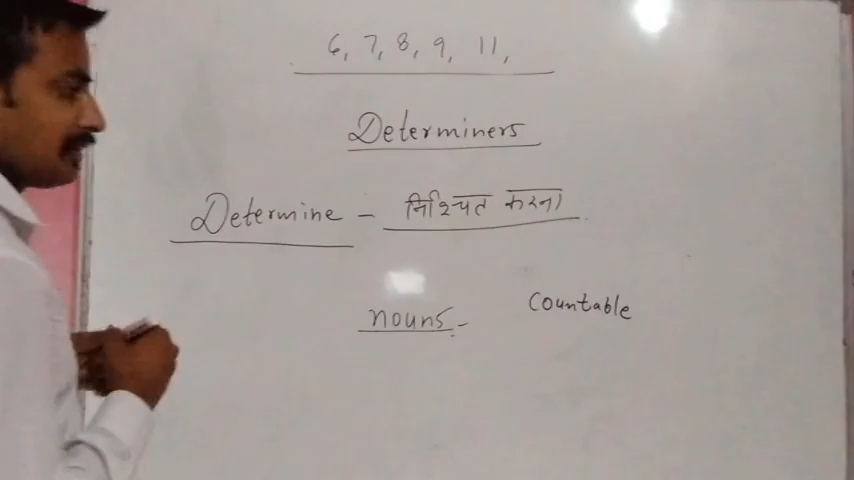 6, 7, 8, 9, 11,
Determiners
Determine - निश्चित करना
nouns - Countable